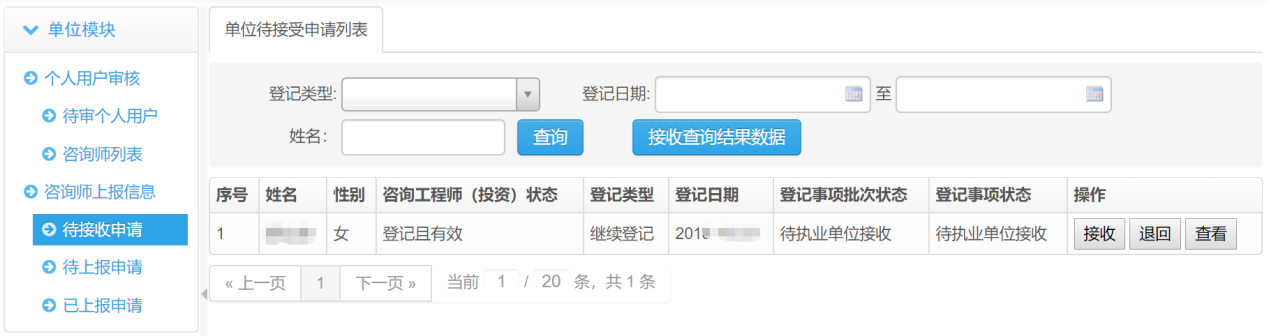 单位模块
个人用户审核
待审个人用户
咨询师列表
咨询师上报信息
待接收申请
待上报申请
已上报申请
单位待接受申请列表
登记类型: 登记日期: 至
姓名: 查询 接收查询结果数据
序号 姓名 性别 咨询工程师（投资）状态 登记类型 登记日期 登记事项批次状态 登记事项状态 操作
1 女 登记且有效 继续登记 待执业单位接收 待执业单位接收 接收 退回 查看
« 上一页 1 下一页 » 当前 1 / 20 条，共 1 条